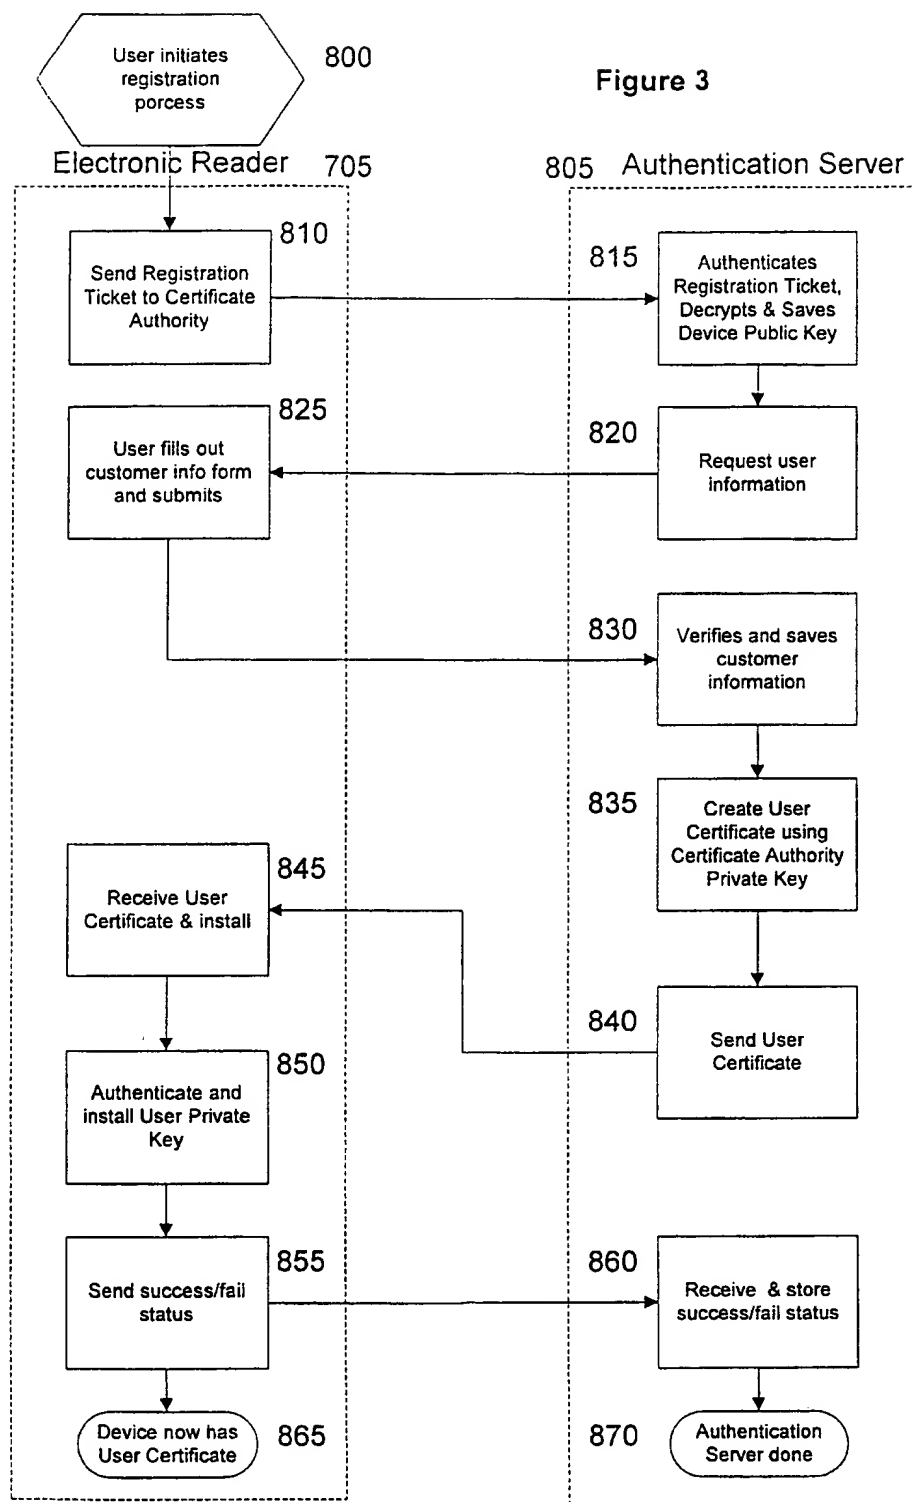 User initiates
registration
porcess
800
Figure 3
Electronic Reader
705
805
Authentication Server
810
Send Registration
Ticket to Certificate
Authority
815
Authenticates
Registration Ticket,
Decrypts & Saves
Device Public Key
825
User fills out
customer info form
and submits
820
Request user
information
830
Verifies and saves
customer
information
835
Create User
Certificate using
Certificate Authority
Private Key
845
Receive User
Certificate & install
840
Send User
Certificate
850
Authenticate and
install User Private
Key
855
Send success/fail
status
860
Receive & store
success/fail status
Device now has
User Certificate
865
870
Authentication
Server done